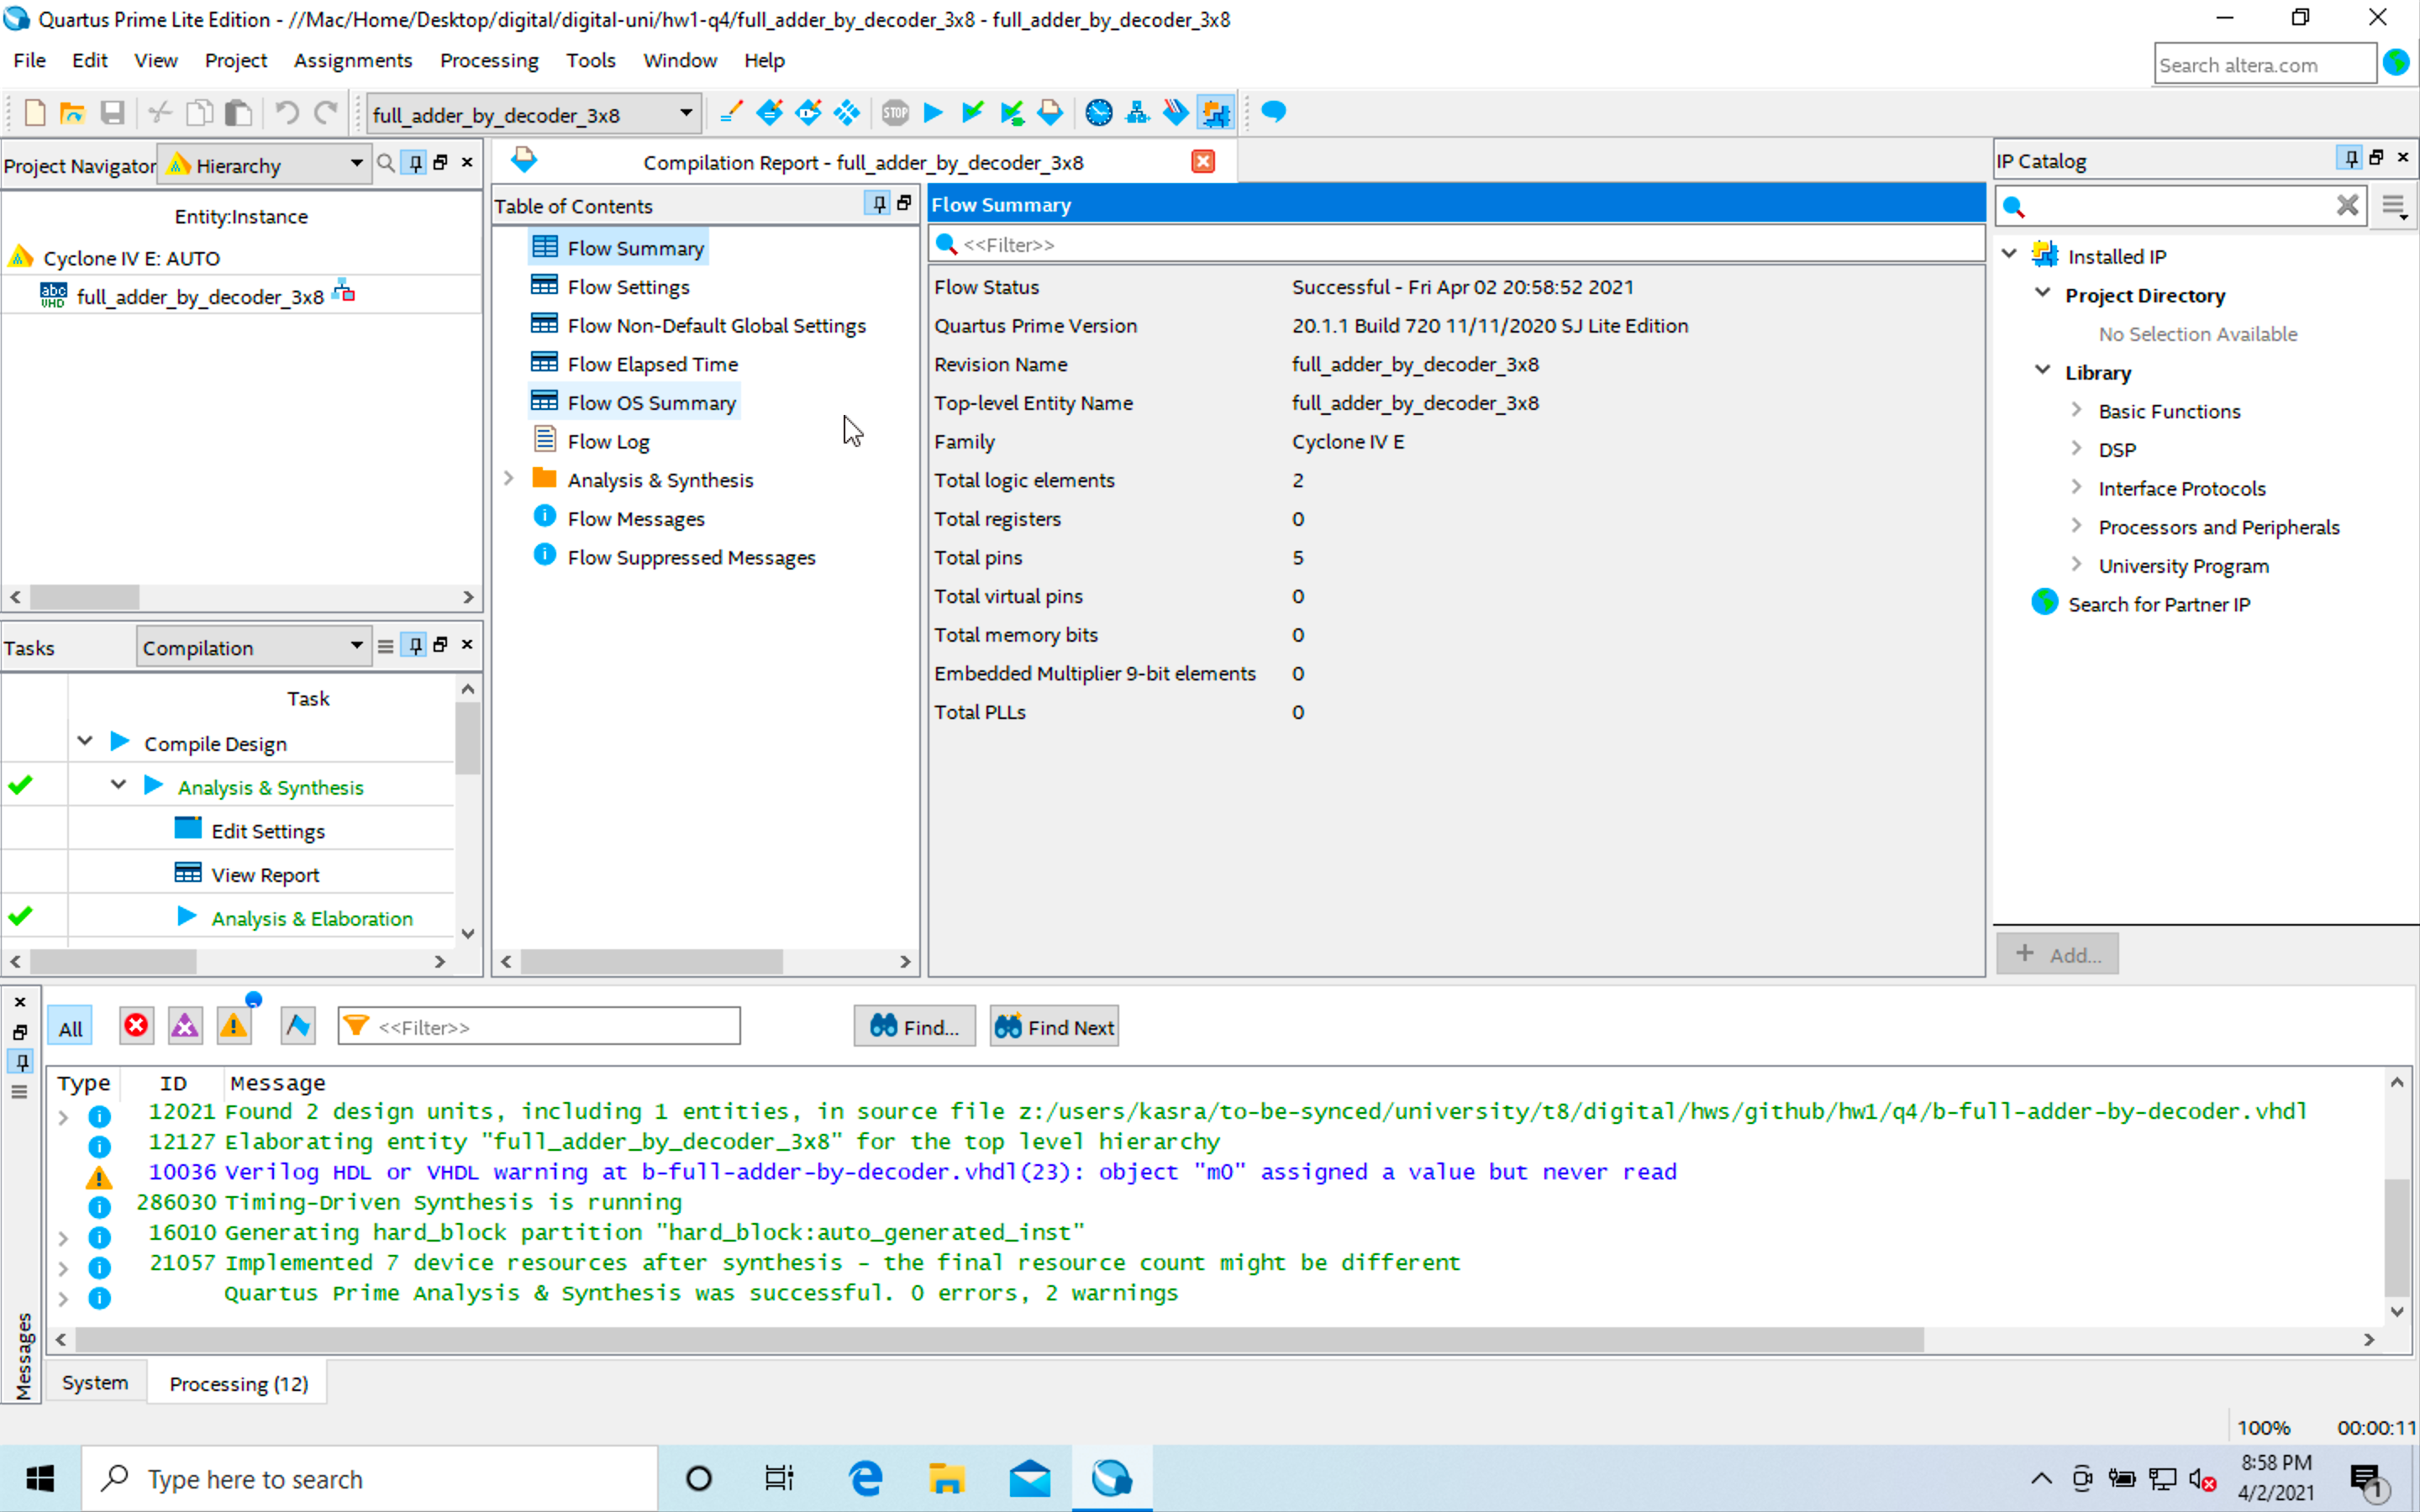 Quartus Prime Lite Edition - //Mac/Home/Desktop/digital/digital-uni/hw1-q4/full_adder_by_decoder_3x8 - full_adder_by_decoder_3x8
File Edit View Project Assignments Processing Tools Window Help
Search altera.com
full_adder_by_decoder_3x8
STOP
Project Navigator Hierarchy
Entity:Instance
Cyclone IV E: AUTO
abc VHD full_adder_by_decoder_3x8
Tasks Compilation
Task
Compile Design
Analysis & Synthesis
Edit Settings
View Report
Analysis & Elaboration
Compilation Report - full_adder_by_decoder_3x8
Table of Contents
Flow Summary
Flow Settings
Flow Non-Default Global Settings
Flow Elapsed Time
Flow OS Summary
Flow Log
Analysis & Synthesis
Flow Messages
Flow Suppressed Messages
Flow Summary
<<Filter>>
Flow Status Successful - Fri Apr 02 20:58:52 2021
Quartus Prime Version 20.1.1 Build 720 11/11/2020 SJ Lite Edition
Revision Name full_adder_by_decoder_3x8
Top-level Entity Name full_adder_by_decoder_3x8
Family Cyclone IV E
Total logic elements 2
Total registers 0
Total pins 5
Total virtual pins 0
Total memory bits 0
Embedded Multiplier 9-bit elements 0
Total PLLs 0
IP Catalog
Installed IP
Project Directory
No Selection Available
Library
Basic Functions
DSP
Interface Protocols
Processors and Peripherals
University Program
Search for Partner IP
+ Add...
All <<Filter>> Find... Find Next
Type ID Message
12021 Found 2 design units, including 1 entities, in source file z:/users/kasra/to-be-synced/university/t8/digital/hws/github/hw1/q4/b-full-adder-by-decoder.vhdl
12127 Elaborating entity "full_adder_by_decoder_3x8" for the top level hierarchy
10036 Verilog HDL or VHDL warning at b-full-adder-by-decoder.vhdl(23): object "m0" assigned a value but never read
286030 Timing-Driven Synthesis is running
16010 Generating hard_block partition "hard_block:auto_generated_inst"
21057 Implemented 7 device resources after synthesis - the final resource count might be different
Quartus Prime Analysis & Synthesis was successful. 0 errors, 2 warnings
Messages
System Processing (12)
100% 00:00:11
Type here to search
8:58 PM
4/2/2021
1